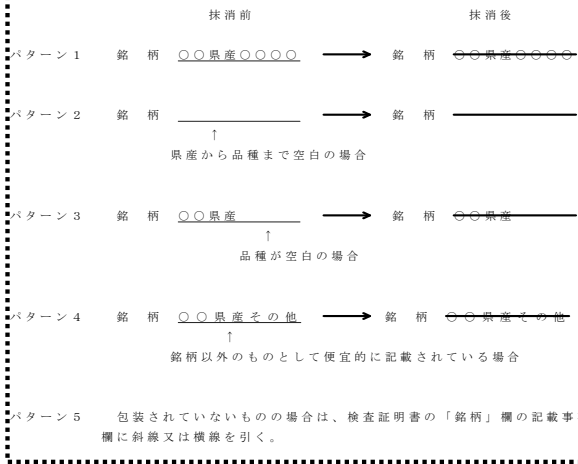 抹消前 抹消後
パターン１ 銘 柄 ○○県産○○○○ 銘 柄 ○○県産○○○○
パターン２ 銘 柄 銘 柄
↑
県産から品種まで空白の場合
パターン３ 銘 柄 ○○県産 銘 柄 ○○県産
↑
品種が空白の場合
パターン４ 銘 柄 ○○県産その他 銘 柄 ○○県産その他
↑
銘柄以外のものとして便宜的に記載されている場合
パターン５ 包装されていないものの場合は、検査証明書の「銘柄」欄の記載事
欄に斜線又は横線を引く。